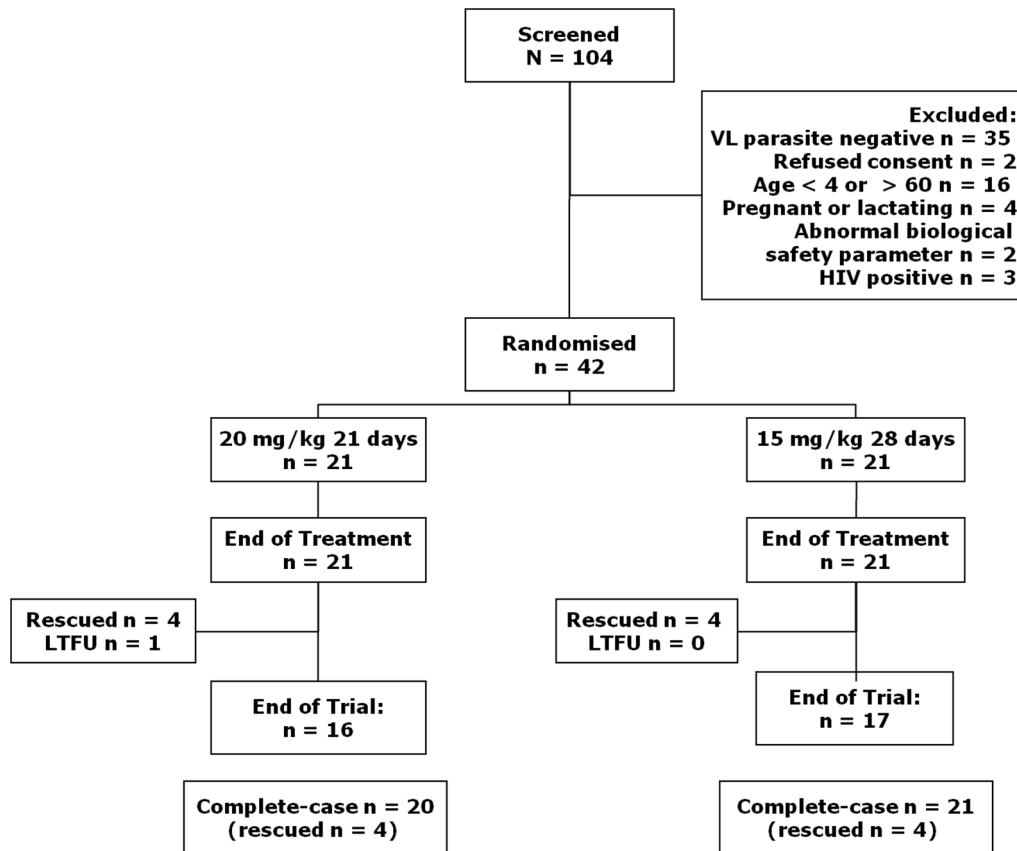 Screened
N = 104
Excluded:
VL parasite negative n = 35
Refused consent n = 2
Age < 4 or > 60 n = 16
Pregnant or lactating n = 4
Abnormal biological
safety parameter n = 2
HIV positive n = 3
Randomised
n = 42
20 mg/kg 21 days
n = 21
15 mg/kg 28 days
n = 21
End of Treatment
n = 21
End of Treatment
n = 21
Rescued n = 4
LTFU n = 1
Rescued n = 4
LTFU n = 0
End of Trial:
n = 16
End of Trial:
n = 17
Complete-case n = 20
(rescued n = 4)
Complete-case n = 21
(rescued n = 4)